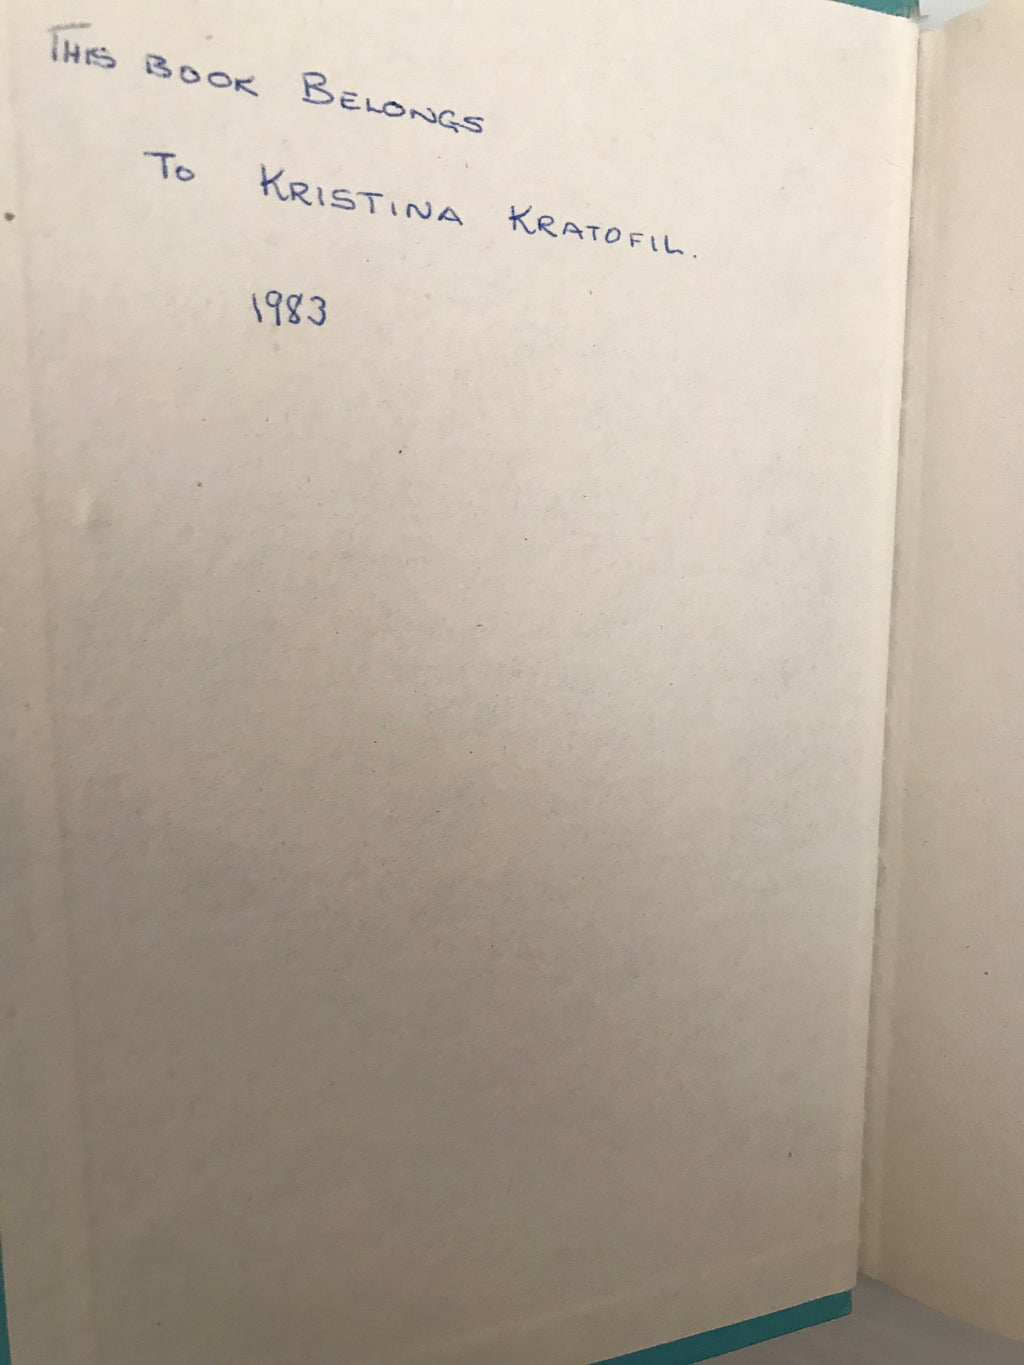 THIS BOOK BELONGS
TO KRISTINA KRATOFIL.
1983